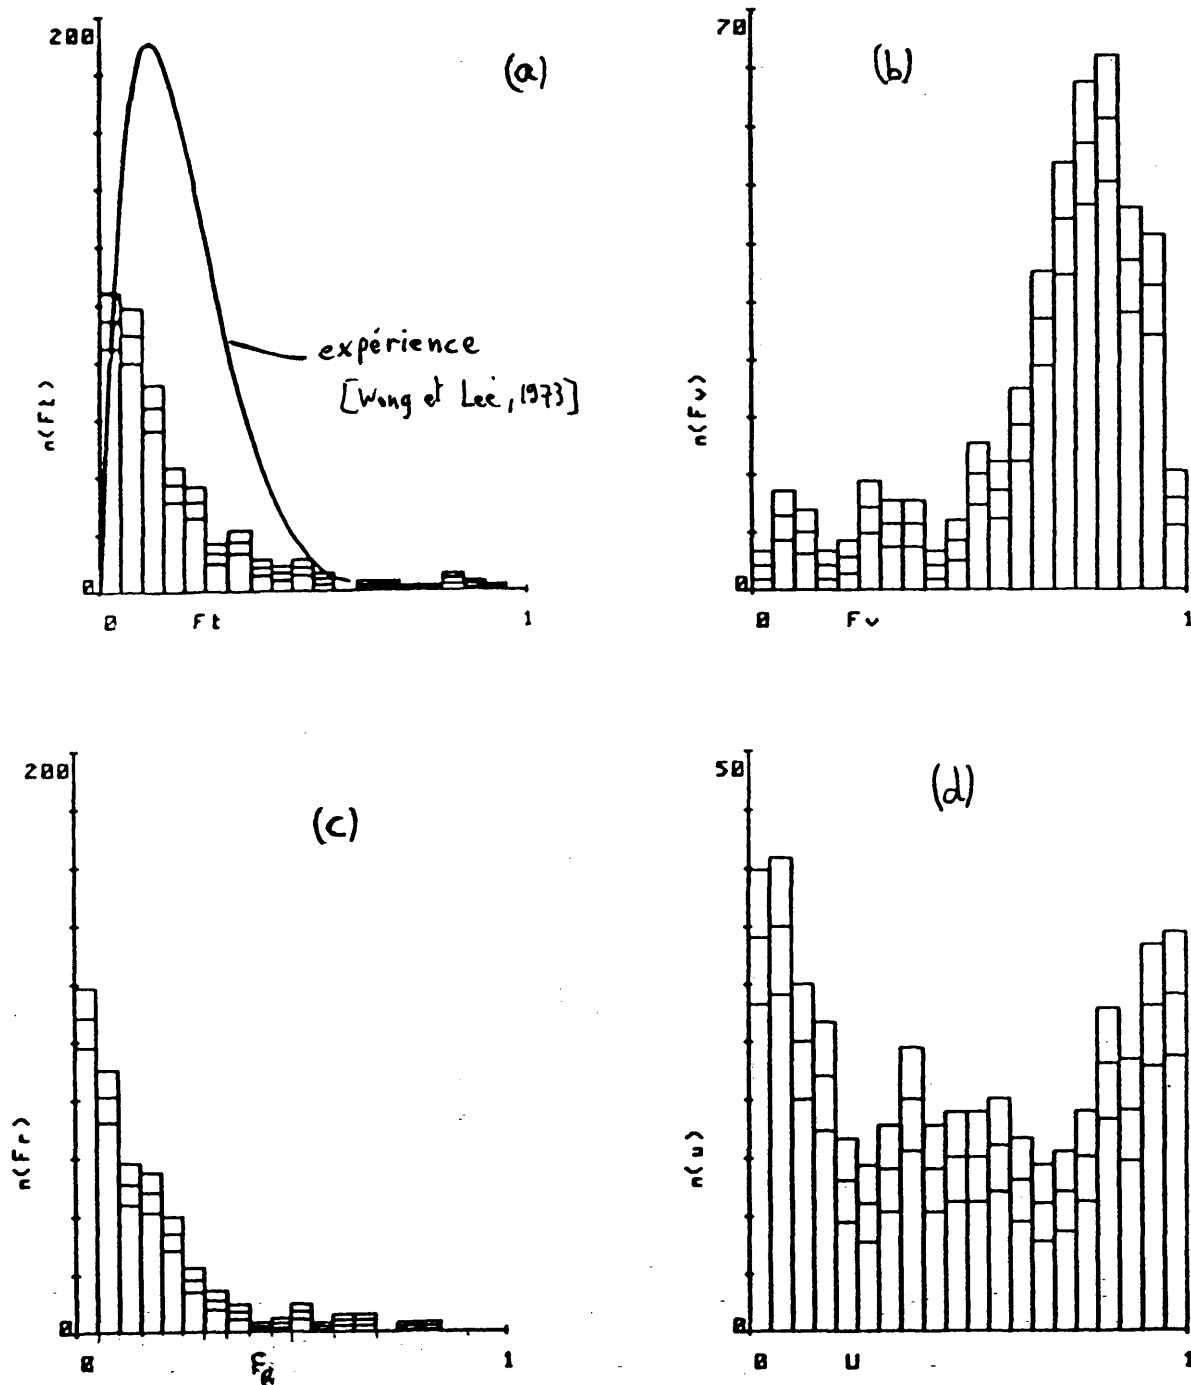 200
(a)
n(Ft)
expérience
[Wong et Lee, 1973]
0
0
Ft
1
70
(b)
n(Fv)
0
0
Fv
1
200
(c)
n(Fr)
0
0
1
50
(d)
n(u)
0
0
U
1